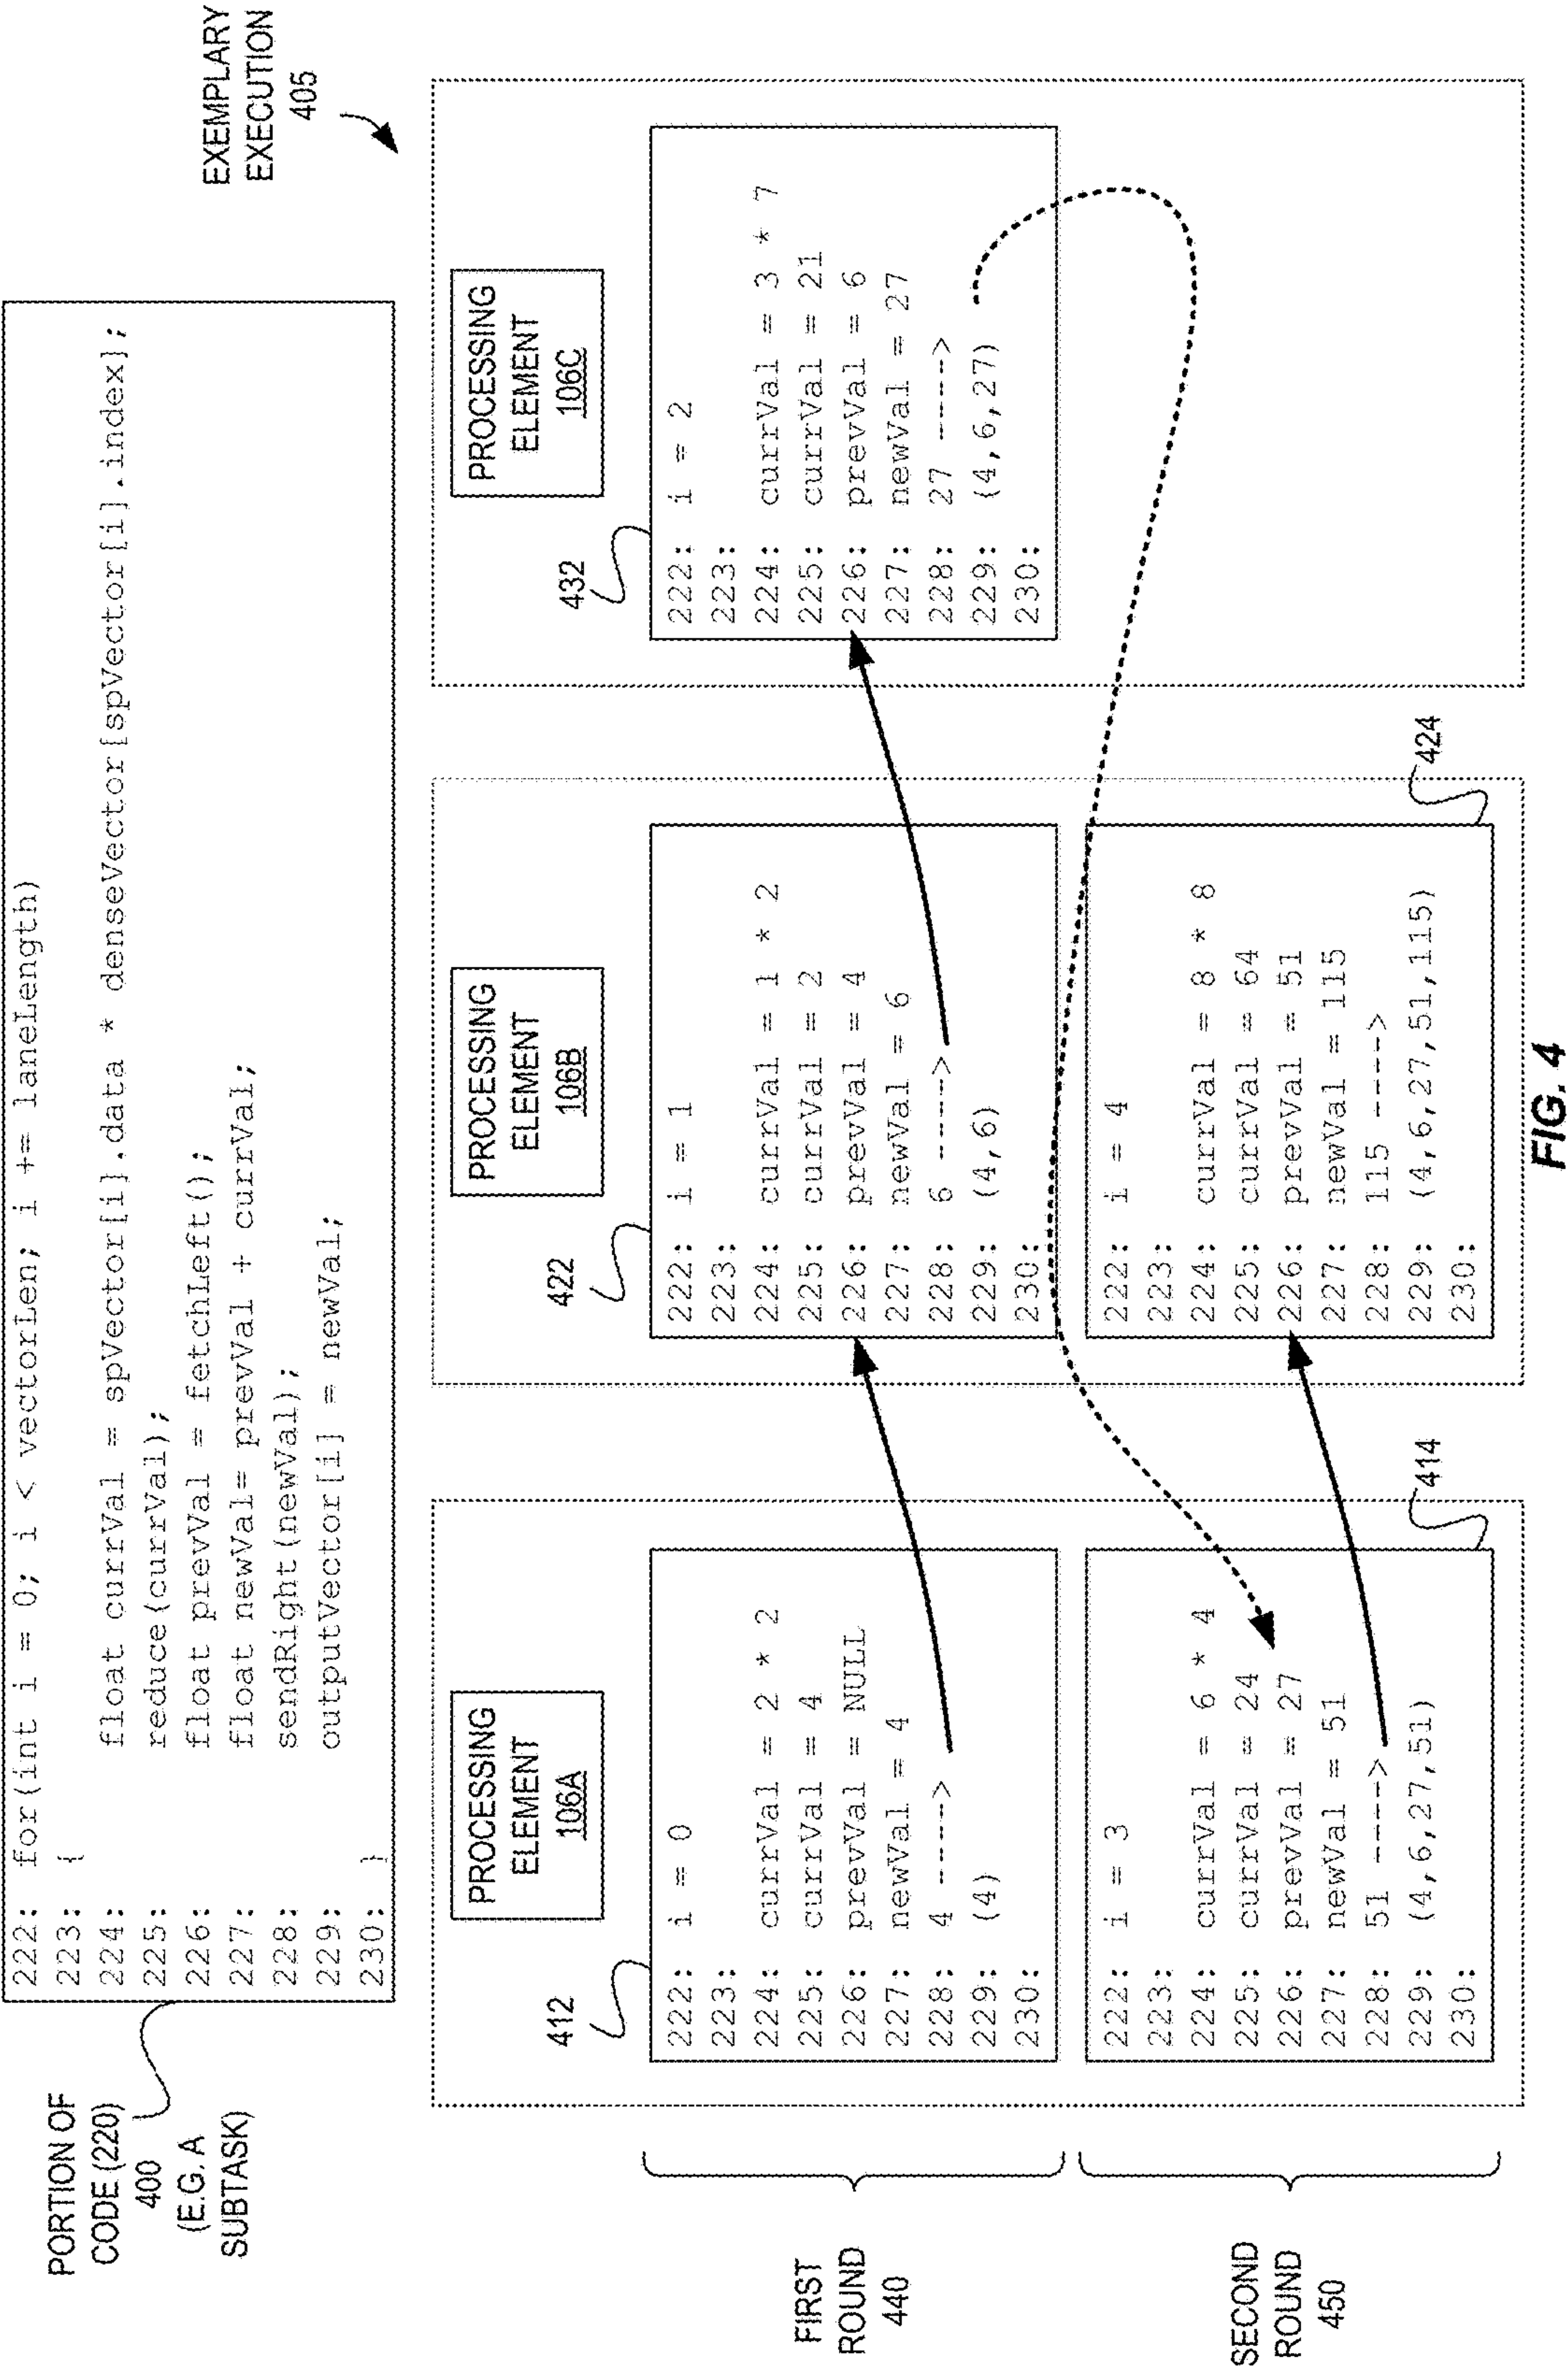 PORTION OF
CODE (220)
400
(E.G. A
SUBTASK)
222: for(int i = 0; i < vectorLen; i += laneLength)
223: {
224: float currVal = spVector[i].data * denseVector[spVector[i].index];
225: reduce(currVal);
226: float prevVal = fetchLeft();
227: float newVal= prevVal + currVal;
228: sendRight(newVal);
229: outputVector[i] = newVal;
230: }
EXEMPLARY
EXECUTION
405
FIRST
ROUND
440
SECOND
ROUND
450
PROCESSING
ELEMENT
106A
412
222: i = 0
223:
224: currVal = 2 * 2
225: currVal = 4
226: prevVal = NULL
227: newVal = 4
228: 4 ----->
229: (4)
230:
414
222: i = 3
223:
224: currVal = 6 * 4
225: currVal = 24
226: prevVal = 27
227: newVal = 51
228: 51 ---->
229: (4,6,27,51)
230:
PROCESSING
ELEMENT
106B
422
222: i = 1
223:
224: currVal = 1 * 2
225: currVal = 2
226: prevVal = 4
227: newVal = 6
228: 6 ----->
229: (4,6)
230:
424
222: i = 4
223:
224: currVal = 8 * 8
225: currVal = 64
226: prevVal = 51
227: newVal = 115
228: 115 ---->
229: (4,6,27,51,115)
230:
PROCESSING
ELEMENT
106C
432
222: i = 2
223:
224: currVal = 3 * 7
225: currVal = 21
226: prevVal = 6
227: newVal = 27
228: 27 ----->
229: (4,6,27)
230:
FIG. 4